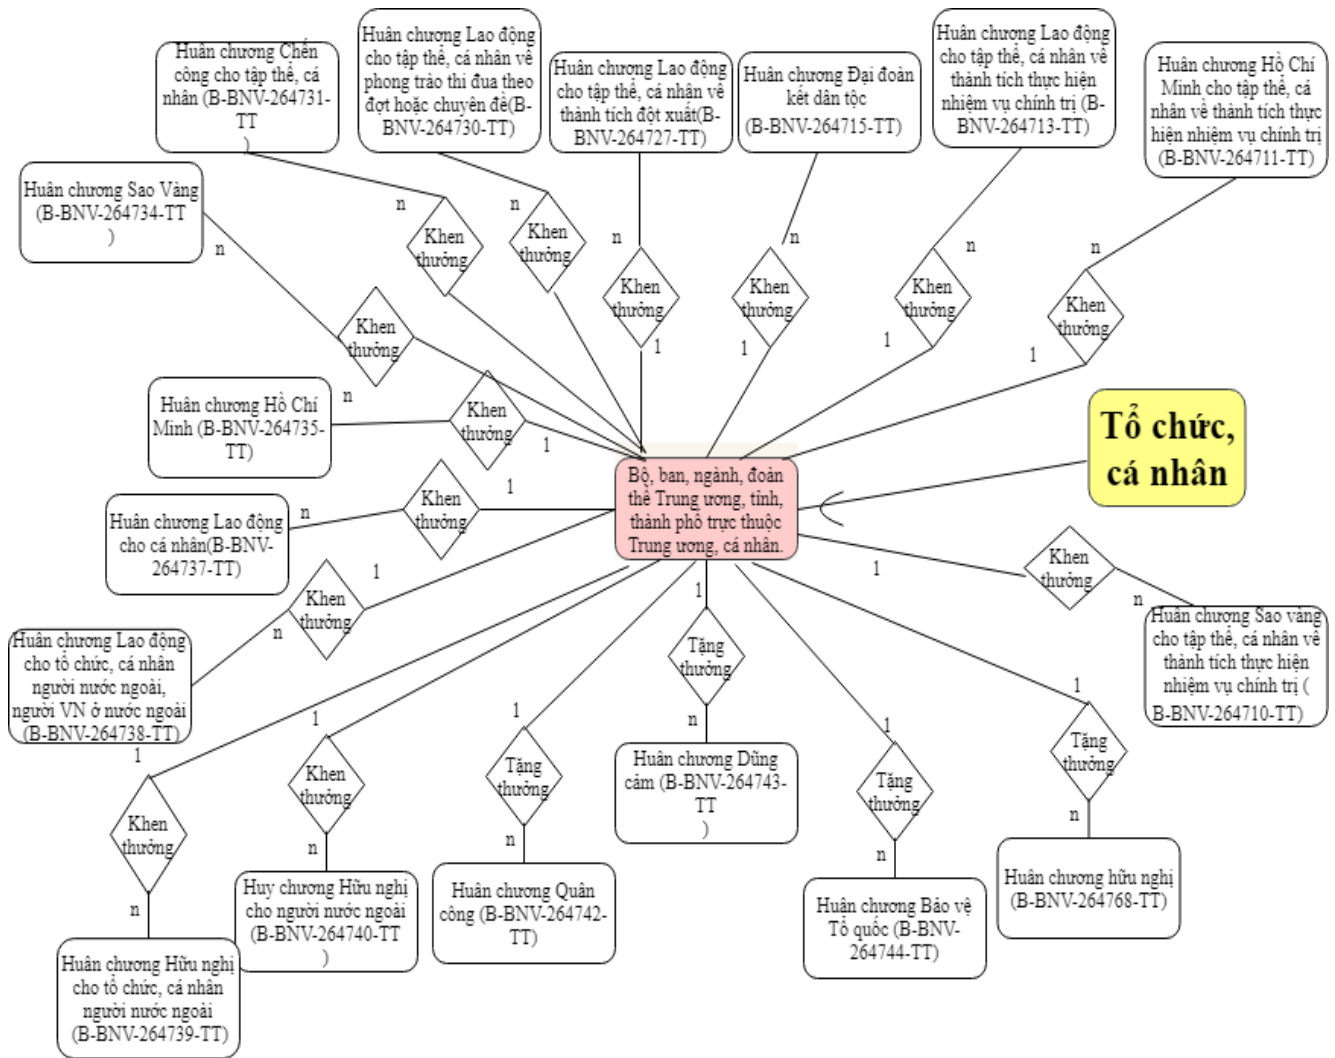 Huân chương Chến
công cho tập thể, cá
nhân (B-BNV-264731-
TT
)
Huân chương Lao động
cho tập thể, cá nhân về
phong trào thi đua theo
đợt hoặc chuyên đề(B-
BNV-264730-TT)
Huân chương Lao động
cho tập thể, cá nhân về
thành tích đột xuất(B-
BNV-264727-TT)
Huân chương Đại đoàn
kết dân tộc
(B-BNV-264715-TT)
Huân chương Lao động
cho tập thể, cá nhân về
thành tích thực hiện
nhiệm vụ chính trị (B-
BNV-264713-TT)
Huân chương Hồ Chí
Minh cho tập thể, cá
nhân về thành tích thực
hiện nhiệm vụ chính trị
(B-BNV-264711-TT)
Huân chương Sao Vàng
(B-BNV-264734-TT
)
n
n
n
n
n
n
n
Khen
thưởng
Khen
thưởng
Khen
thưởng
Khen
thưởng
Khen
thưởng
Khen
thưởng
Khen
thưởng
1
1
1
1
Huân chương Hồ Chí
Minh (B-BNV-264735-
TT)
n
Khen
thưởng
1
Tổ chức,
cá nhân
Bộ, ban, ngành, đoàn
thể Trung ương, tỉnh,
thành phố trực thuộc
Trung ương, cá nhân.
Huân chương Lao động
cho cá nhân(B-BNV-
264737-TT)
n
Khen
thưởng
1
1
Khen
thưởng
n
Huân chương Sao vàng
cho tập thể, cá nhân về
thành tích thực hiện
nhiệm vụ chính trị (
B-BNV-264710-TT)
Huân chương Lao động
cho tổ chức, cá nhân
người nước ngoài,
người VN ở nước ngoài
(B-BNV-264738-TT)
n
Khen
thưởng
1
1
Khen
thưởng
n
Huân chương Hữu nghị
cho tổ chức, cá nhân
người nước ngoài
(B-BNV-264739-TT)
1
Khen
thưởng
n
Huy chương Hữu nghị
cho người nước ngoài
(B-BNV-264740-TT
)
1
Tặng
thưởng
n
Huân chương Quân
công (B-BNV-264742-
TT)
1
Tặng
thưởng
n
Huân chương Dũng
cảm (B-BNV-264743-
TT
)
1
Tặng
thưởng
n
Huân chương Bảo vệ
Tổ quốc (B-BNV-
264744-TT)
1
Tặng
thưởng
n
Huân chương hữu nghị
(B-BNV-264768-TT)